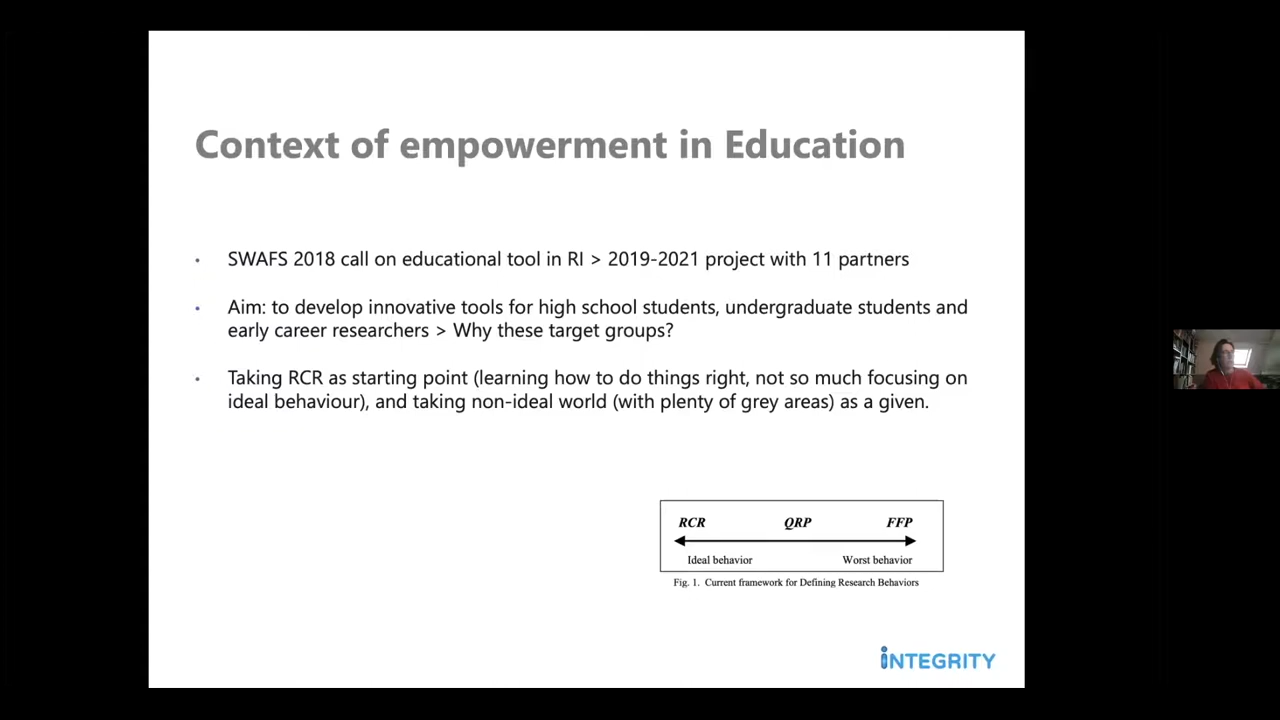 Context of empowerment in Education
SWAFS 2018 call on educational tool in RI > 2019-2021 project with 11 partners
Aim: to develop innovative tools for high school students, undergraduate students and
early career researchers > Why these target groups?
Taking RCR as starting point (learning how to do things right, not so much focusing on
ideal behaviour), and taking non-ideal world (with plenty of grey areas) as a given.
RCR QRP FFP
Ideal behavior Worst behavior
Fig. 1. Current framework for Defining Research Behaviors
iNTEGRITY